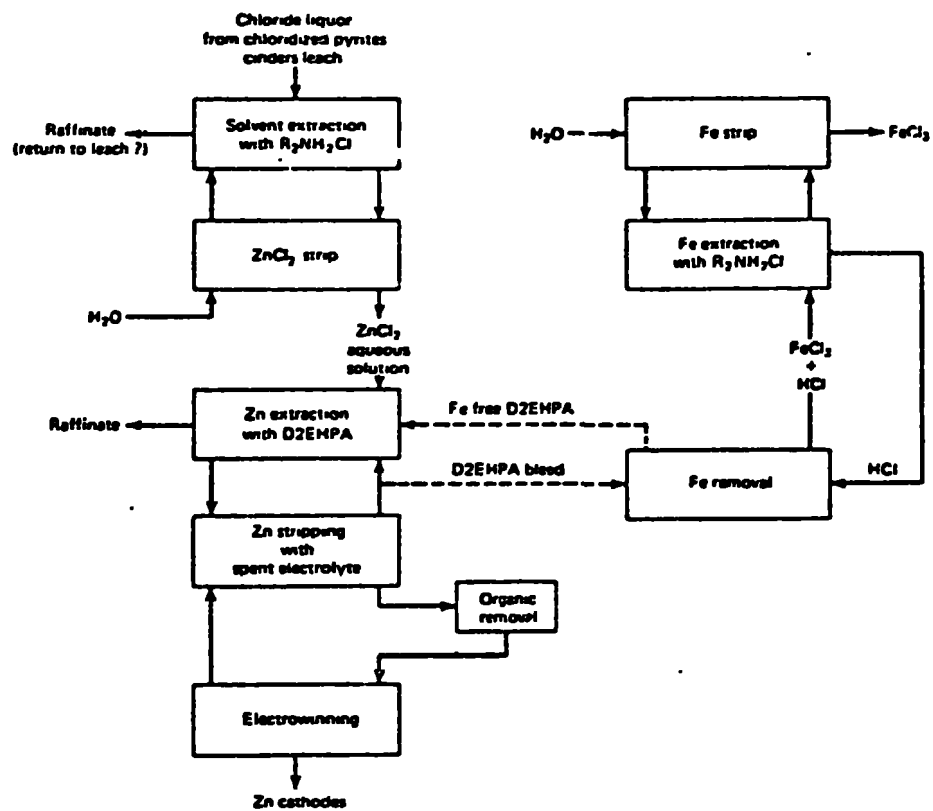 Chloride liquor
from chloridized pyrites
cinders leach
Solvent extraction
with R₂NH₂Cl
Raffinate
(return to leach ?)
ZnCl₂ strip
H₂O
ZnCl₂
aqueous
solution
Zn extraction
with D2EHPA
Raffinate
Zn stripping
with
spent electrolyte
Organic
removal
Electrowinning
Zn cathodes
H₂O
Fe strip
FeCl₃
Fe extraction
with R₂NH₂Cl
FeCl₃
+
HCl
Fe free D2EHPA
D2EHPA bleed
Fe removal
HCl